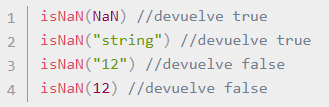 1 isNaN(NaN) //devuelve true
2 isNaN("string") //devuelve true
3 isNaN("12") //devuelve false
4 isNaN(12) //devuelve false